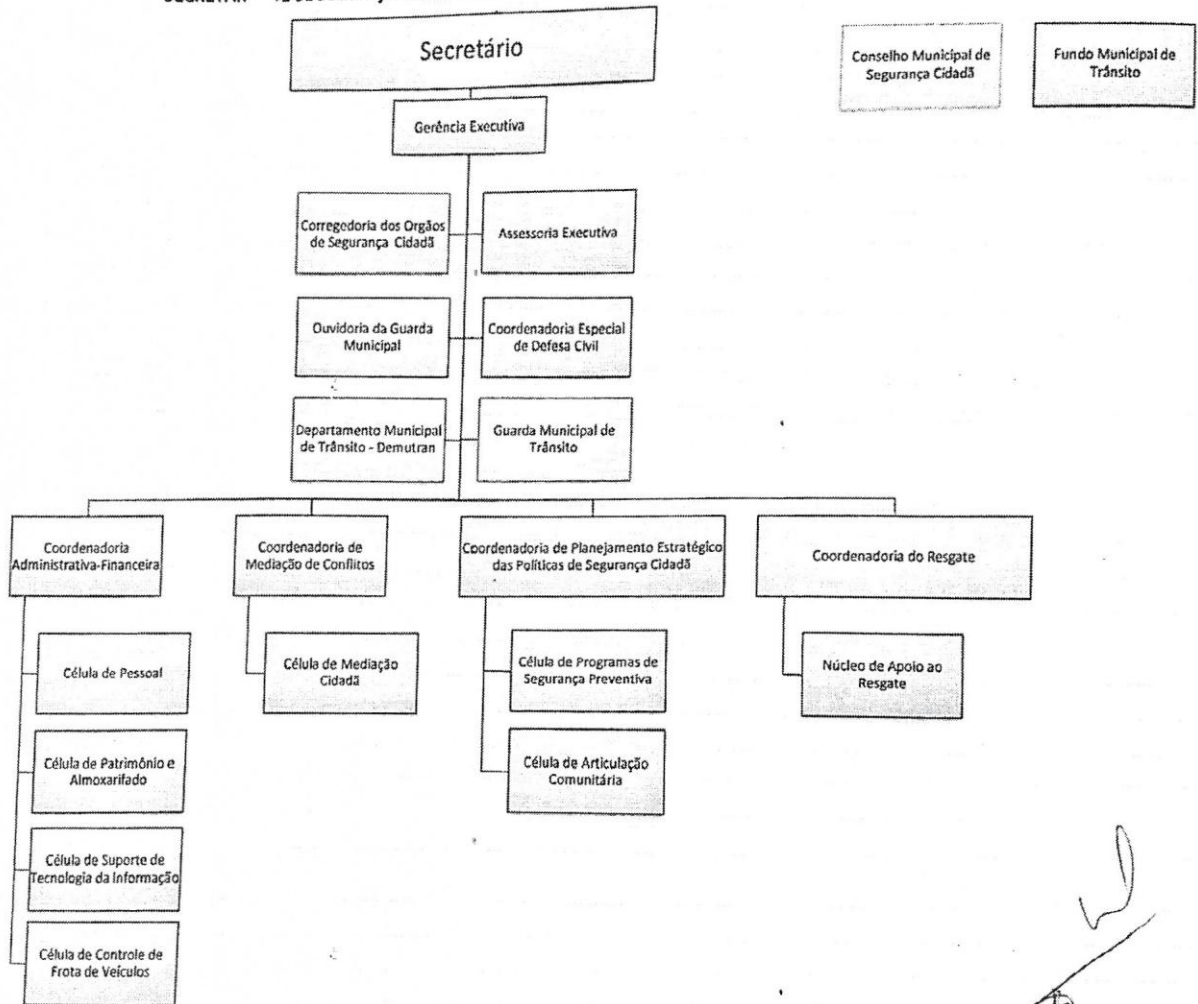 Secretário
Conselho Municipal de
Segurança Cidadã
Fundo Municipal de
Trânsito
Gerência Executiva
Corregedoria dos Orgãos
de Segurança Cidadã
Assessoria Executiva
Ouvidoria da Guarda
Municipal
Coordenadoria Especial
de Defesa Civil
Departamento Municipal
de Trânsito - Demutran
Guarda Municipal de
Trânsito
Coordenadoria
Administrativa-Financeira
Coordenadoria de
Mediação de Conflitos
Coordenadoria de Planejamento Estratégico
das Políticas de Segurança Cidadã
Coordenadoria do Resgate
Célula de Pessoal
Célula de Mediação
Cidadã
Célula de Programas de
Segurança Preventiva
Núcleo de Apoio ao
Resgate
Célula de Patrimônio e
Almoxarifado
Célula de Articulação
Comunitária
Célula de Suporte de
Tecnologia da Informação
Célula de Controle de
Frota de Veículos